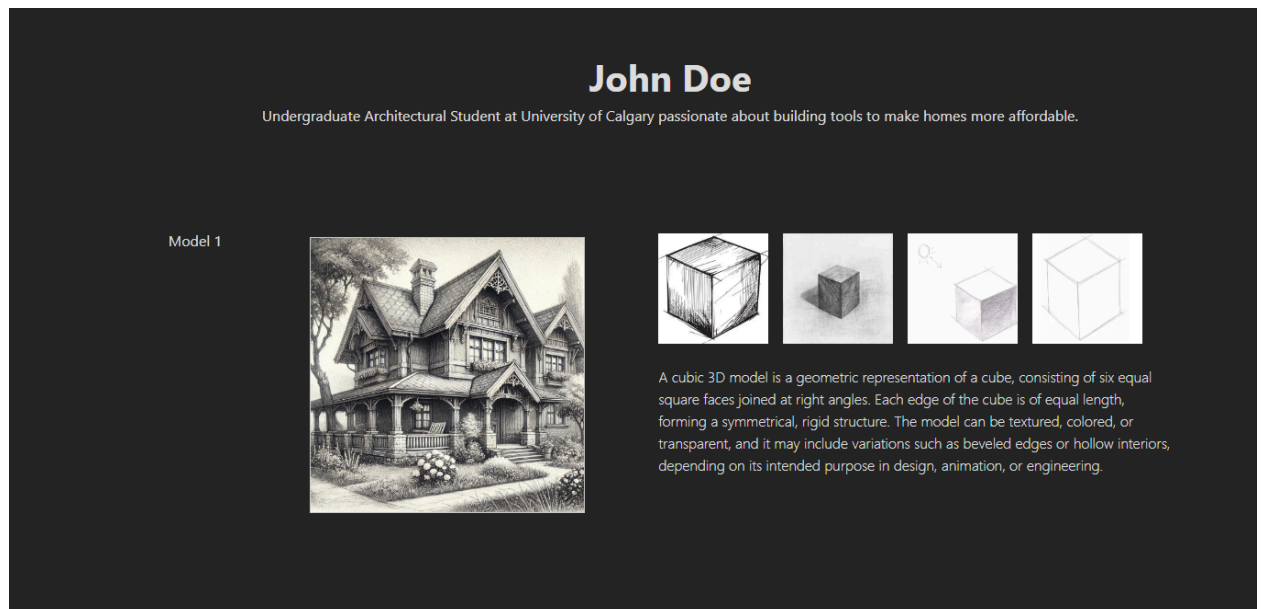 John Doe
Undergraduate Architectural Student at University of Calgary passionate about building tools to make homes more affordable.
Model 1
A cubic 3D model is a geometric representation of a cube, consisting of six equal
square faces joined at right angles. Each edge of the cube is of equal length,
forming a symmetrical, rigid structure. The model can be textured, colored, or
transparent, and it may include variations such as beveled edges or hollow interiors,
depending on its intended purpose in design, animation, or engineering.